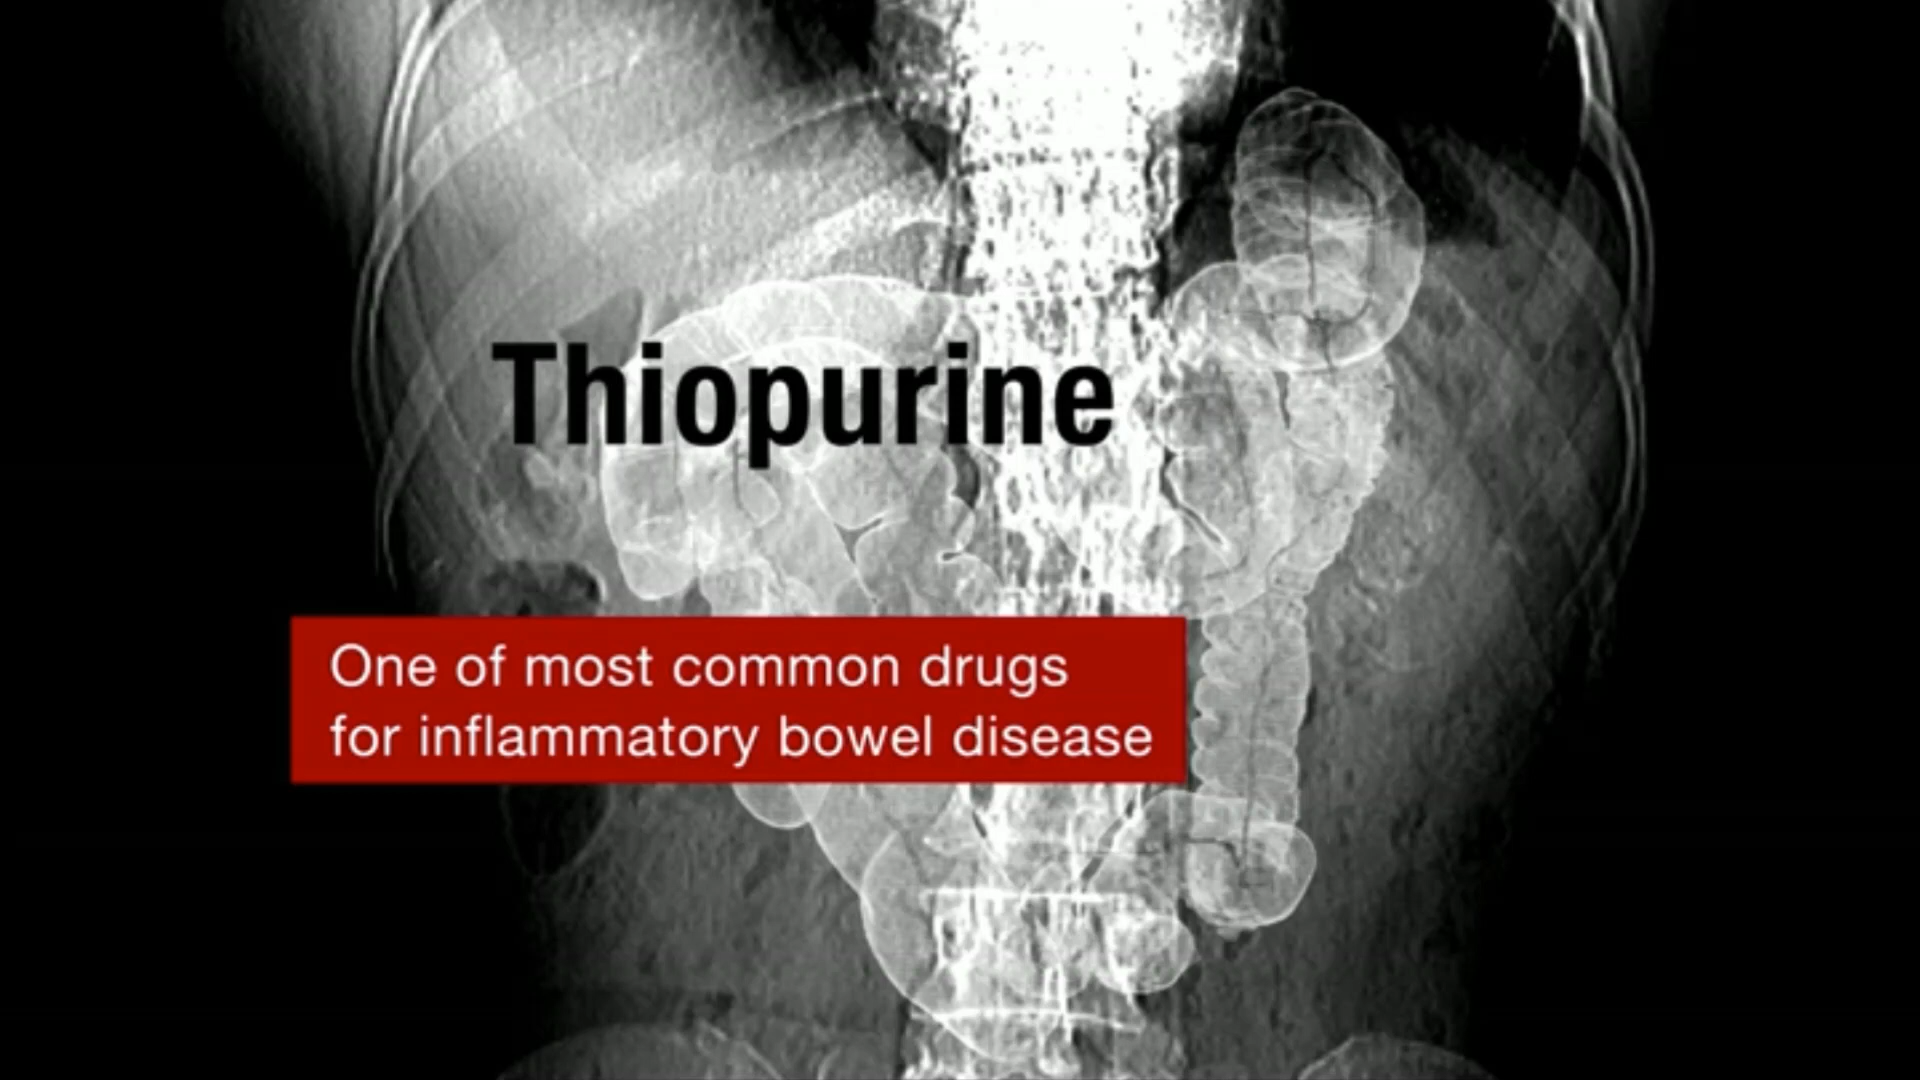 Thiopurine
One of most common drugs
for inflammatory bowel disease